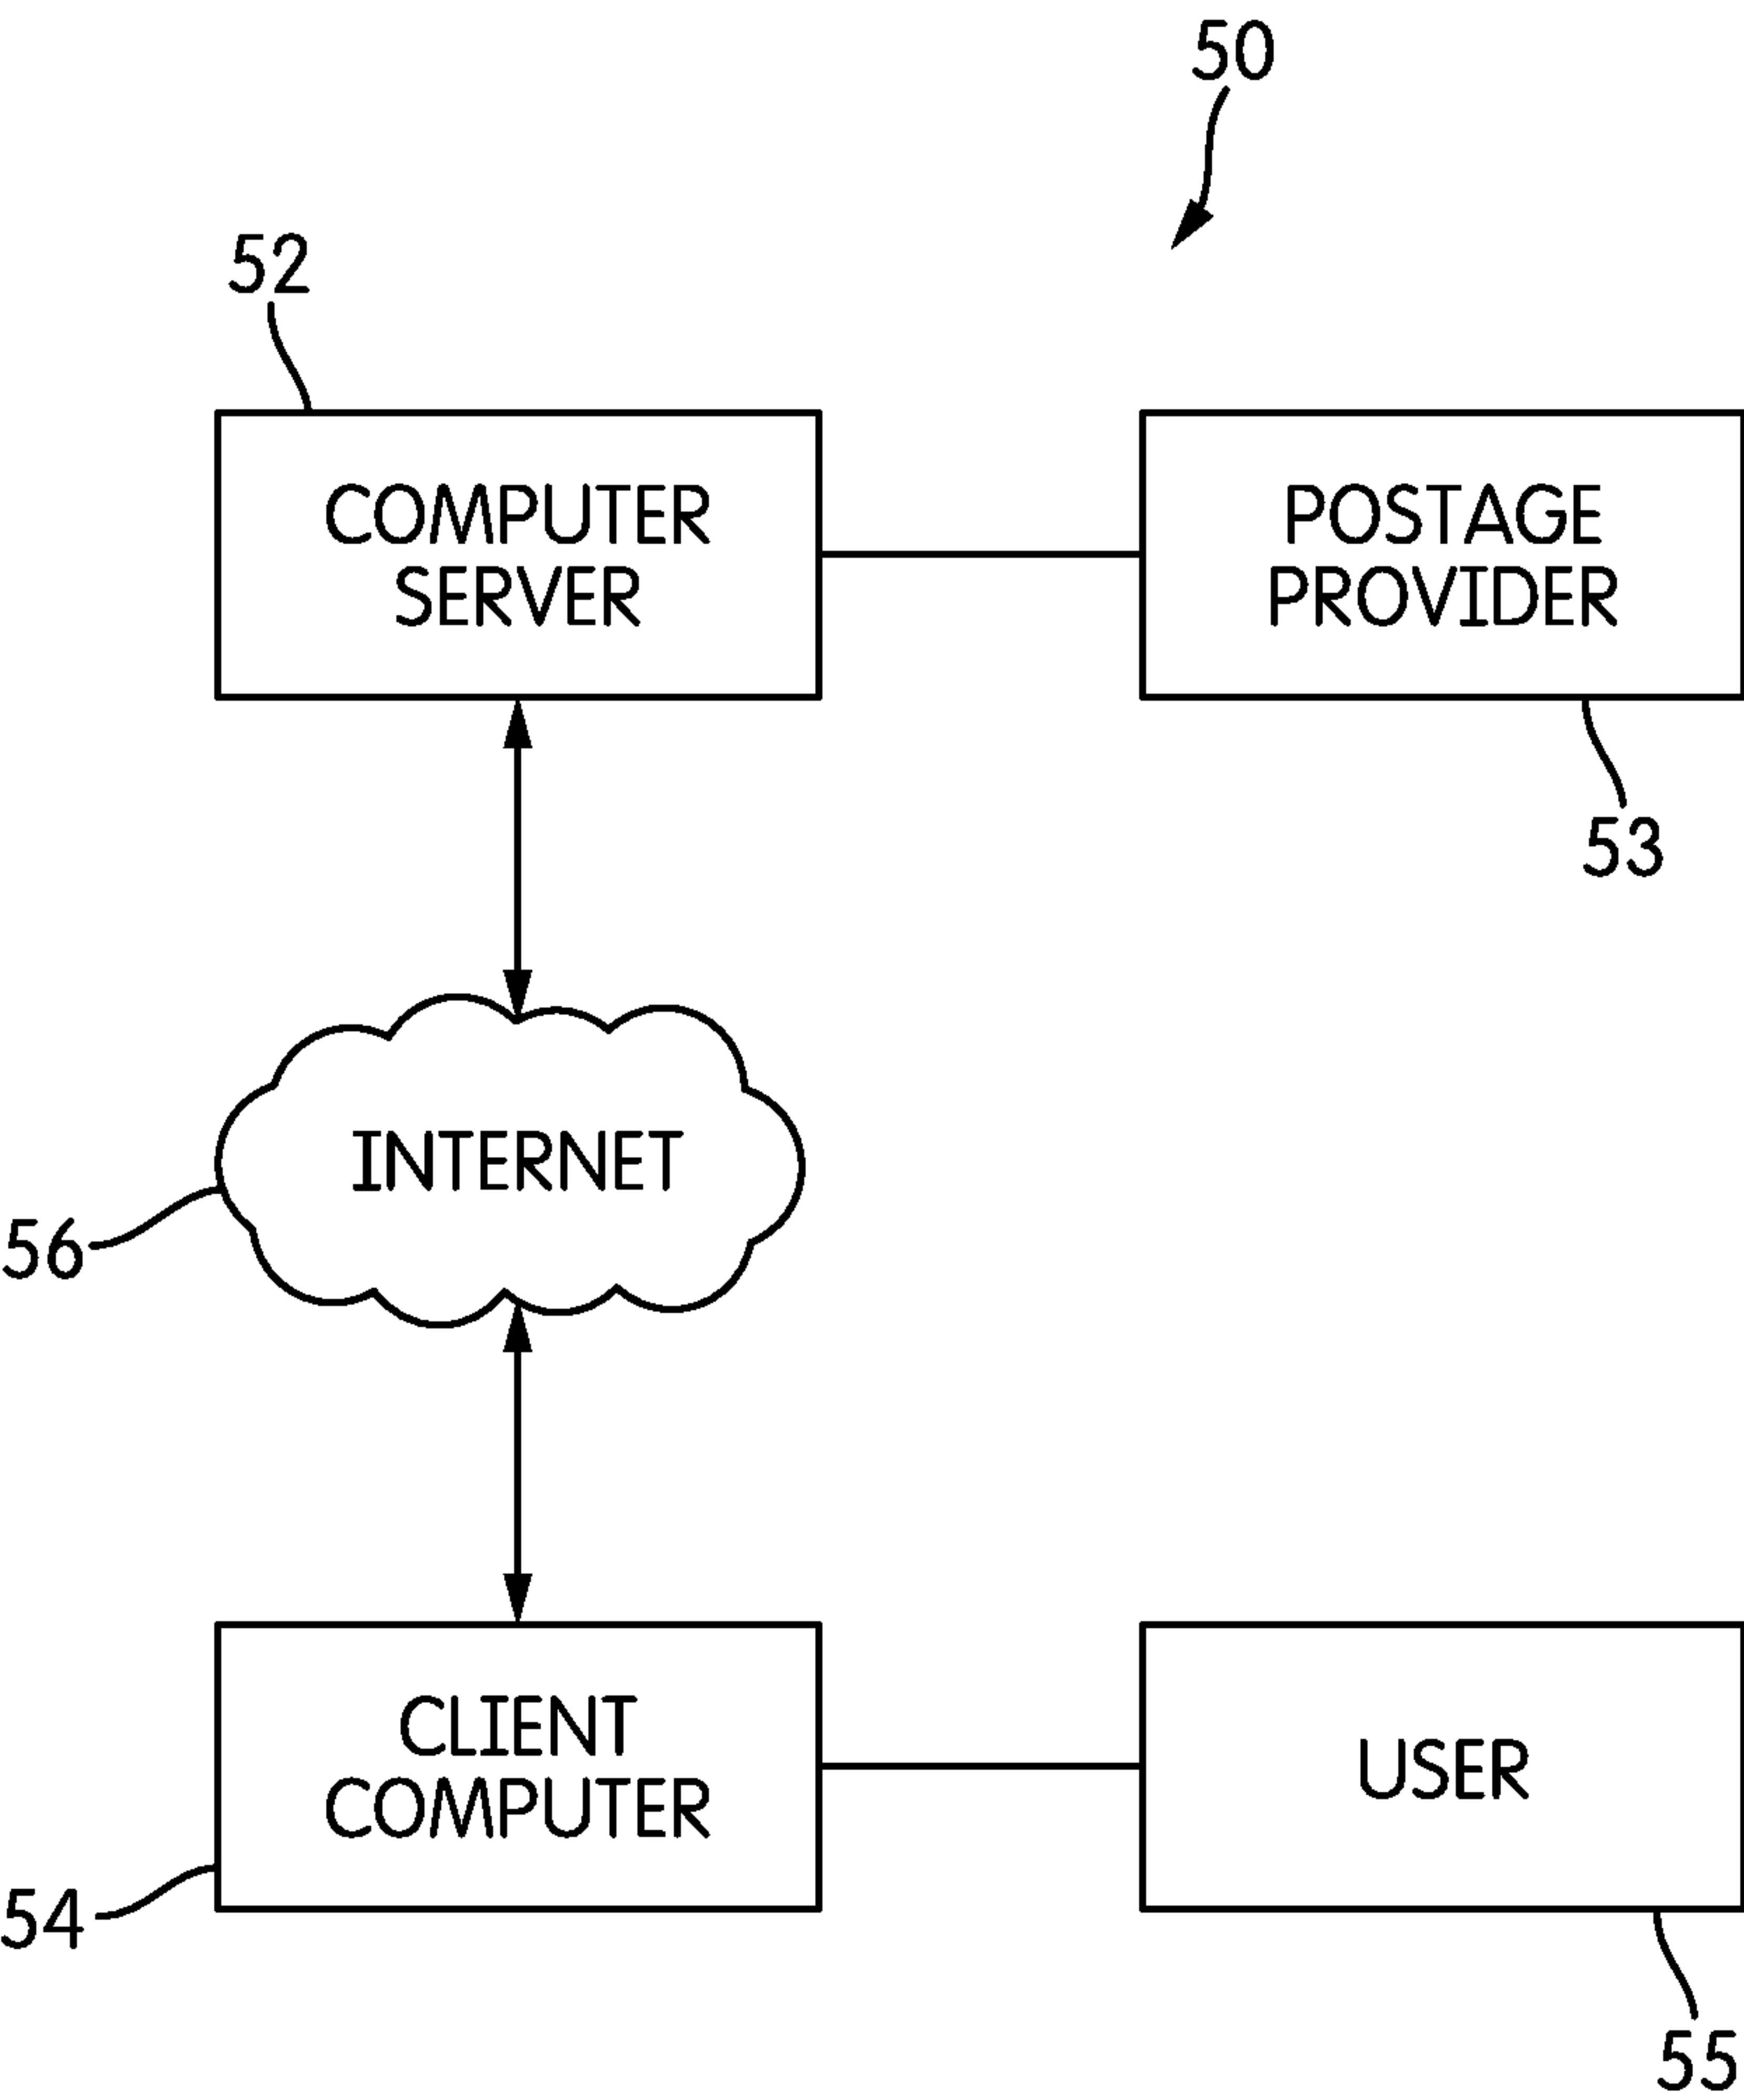 50
52
COMPUTER
SERVER
POSTAGE
PROVIDER
53
INTERNET
56
CLIENT
COMPUTER
USER
54
55